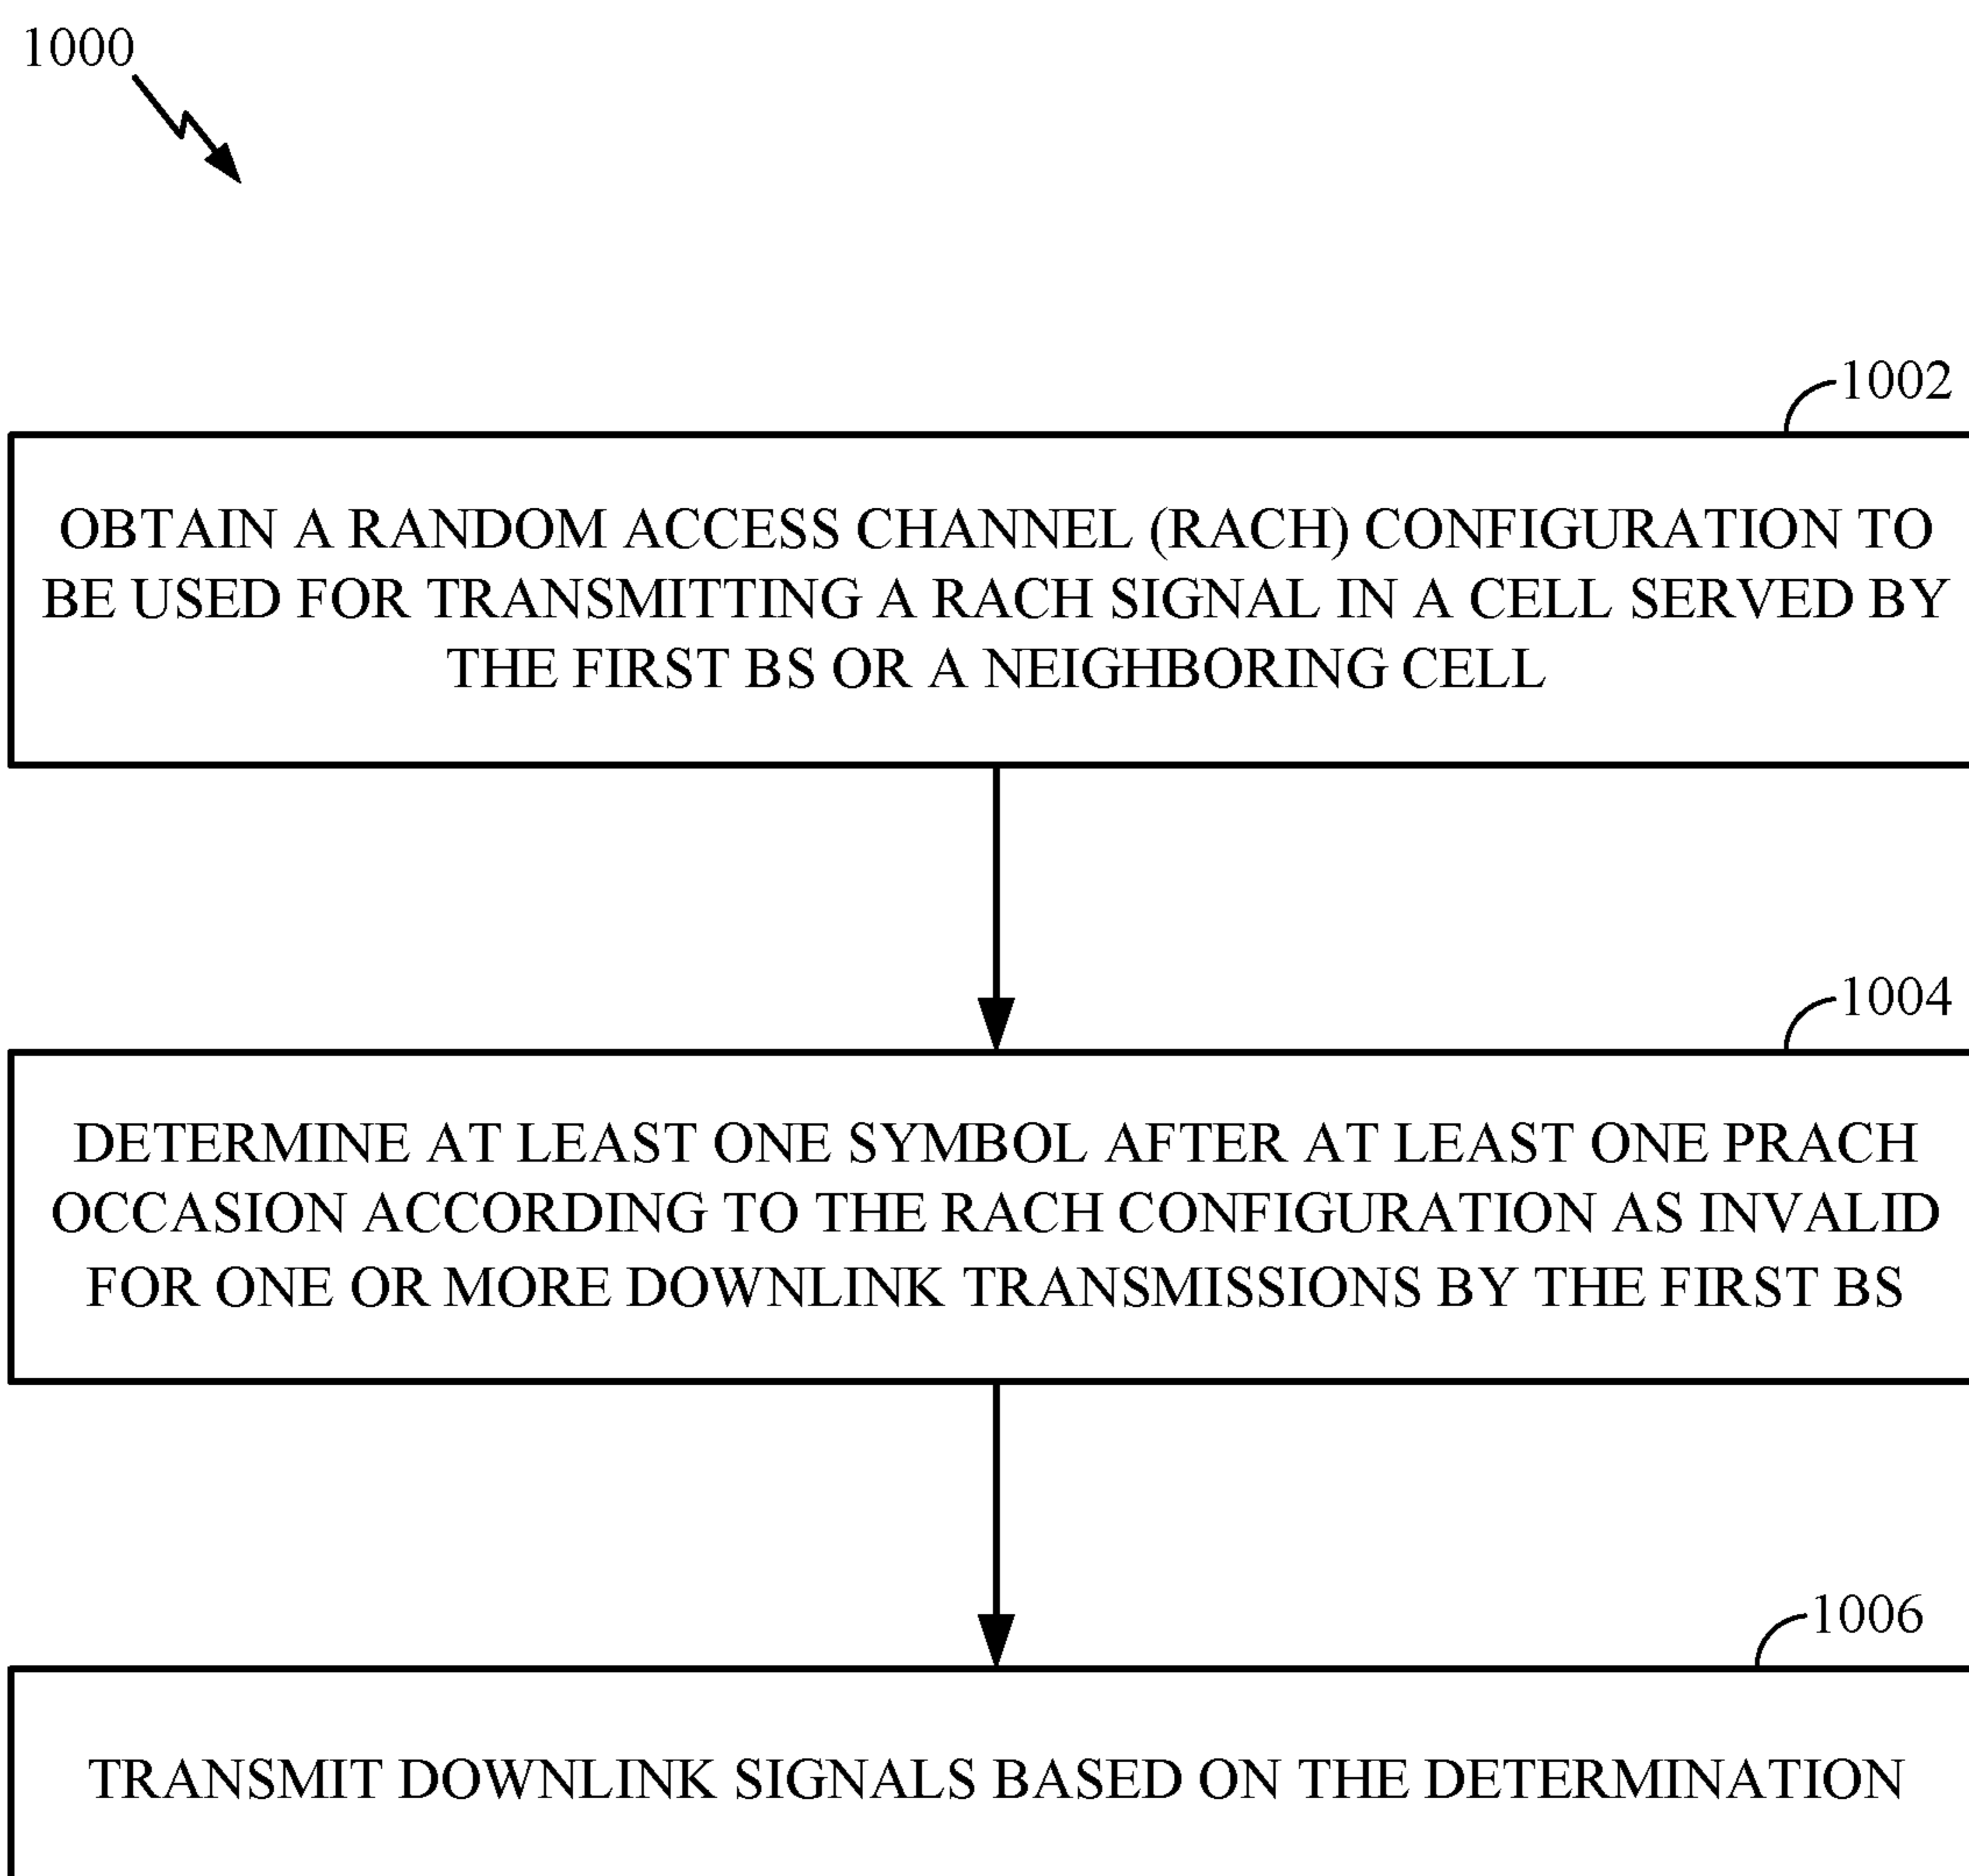 1000
1002
OBTAIN A RANDOM ACCESS CHANNEL (RACH) CONFIGURATION TO
BE USED FOR TRANSMITTING A RACH SIGNAL IN A CELL SERVED BY
THE FIRST BS OR A NEIGHBORING CELL
1004
DETERMINE AT LEAST ONE SYMBOL AFTER AT LEAST ONE PRACH
OCCASION ACCORDING TO THE RACH CONFIGURATION AS INVALID
FOR ONE OR MORE DOWNLINK TRANSMISSIONS BY THE FIRST BS
1006
TRANSMIT DOWNLINK SIGNALS BASED ON THE DETERMINATION